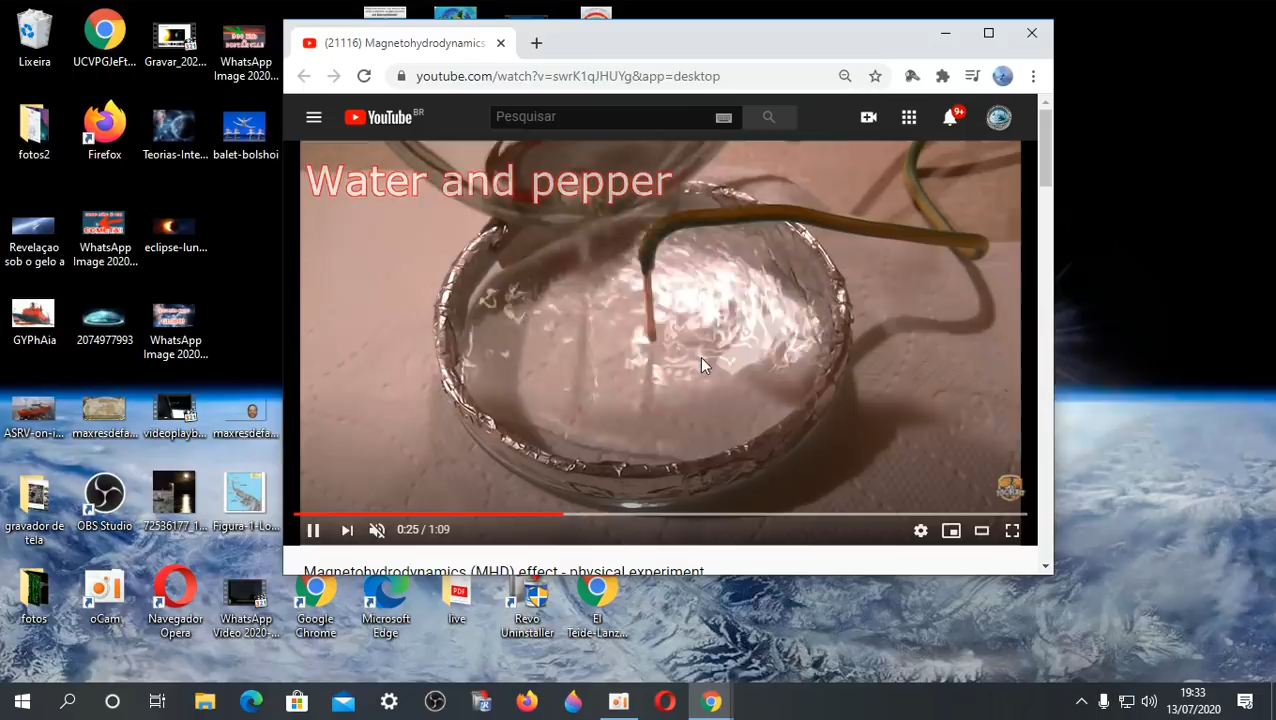 (21116) Magnetohydrodynamics
youtube.com/watch?v=swrK1qJHUYg&app=desktop
YouTube BR
Pesquisar
9+
Water and pepper
0:25 / 1:09
Magnetohydrodynamics (MHD) effect - physical experiment
Lixeira
UCVPGJeFt...
Gravar_202...
WhatsApp
Image 2020...
fotos2
Firefox
Teorias-Inte...
balet-bolshoi
Revelaçao
sob o gelo a
WhatsApp
Image 2020...
eclipse-lun...
GYPhAia
2074977993
WhatsApp
Image 2020...
ASRV-on-i...
maxresdefa...
videoplayb...
maxresdefa...
gravador de
tela
OBS Studio
72536177_1...
Figura-1-Lo...
fotos
oCam
Navegador
Opera
WhatsApp
Video 2020-...
Google
Chrome
Microsoft
Edge
PDF
live
Revo
Uninstaller
El
Teide-Lanz...
19:33
13/07/2020